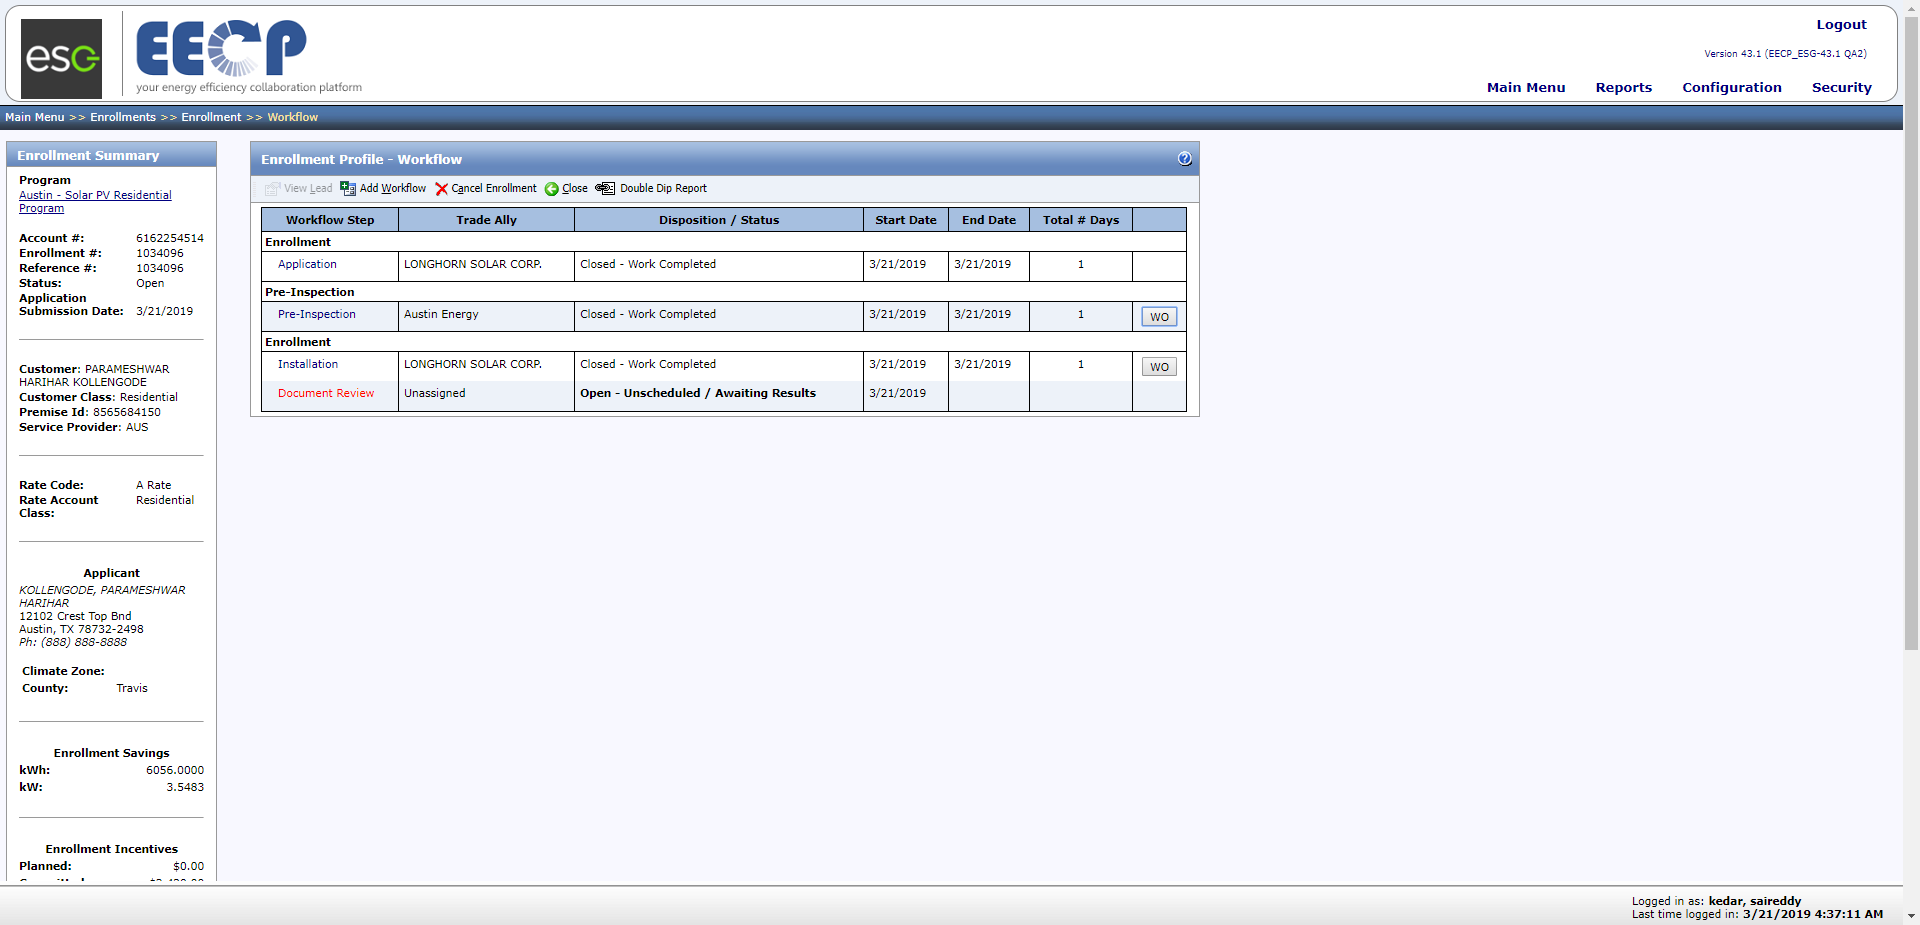 esg
EECP
your energy efficiency collaboration platform
Logout
Version 43.1 (EECP_ESG-43.1 QA2)
Main Menu Reports Configuration Security
Main Menu >> Enrollments >> Enrollment >> Workflow
Enrollment Summary
Program
Austin - Solar PV Residential
Program
Account #: 6162254514
Enrollment #: 1034096
Reference #: 1034096
Status: Open
Application
Submission Date: 3/21/2019
Customer: PARAMESHWAR
HARIHAR KOLLENGODE
Customer Class: Residential
Premise Id: 8565684150
Service Provider: AUS
Rate Code: A Rate
Rate Account Residential
Class:
Applicant
KOLLENGODE, PARAMESHWAR
HARIHAR
12102 Crest Top Bnd
Austin, TX 78732-2498
Ph: (888) 888-8888
Climate Zone:
County: Travis
Enrollment Savings
kWh: 6056.0000
kW: 3.5483
Enrollment Incentives
Planned: $0.00
Enrollment Profile - Workflow
View Lead Add Workflow Cancel Enrollment Close Double Dip Report
Workflow Step Trade Ally Disposition / Status Start Date End Date Total # Days
Enrollment
Application LONGHORN SOLAR CORP. Closed - Work Completed 3/21/2019 3/21/2019 1
Pre-Inspection
Pre-Inspection Austin Energy Closed - Work Completed 3/21/2019 3/21/2019 1 WO
Enrollment
Installation LONGHORN SOLAR CORP. Closed - Work Completed 3/21/2019 3/21/2019 1 WO
Document Review Unassigned Open - Unscheduled / Awaiting Results 3/21/2019
Logged in as: kedar, saireddy
Last time logged in: 3/21/2019 4:37:11 AM